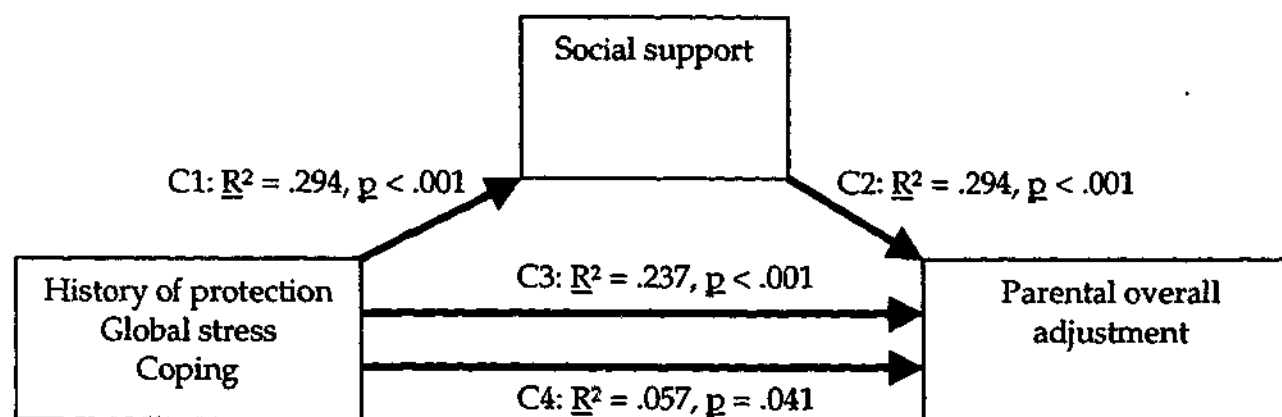 Social support
C1: R² = .294, p < .001
C2: R² = .294, p < .001
History of protection
Global stress
Coping
C3: R² = .237, p < .001
C4: R² = .057, p = .041
Parental overall
adjustment